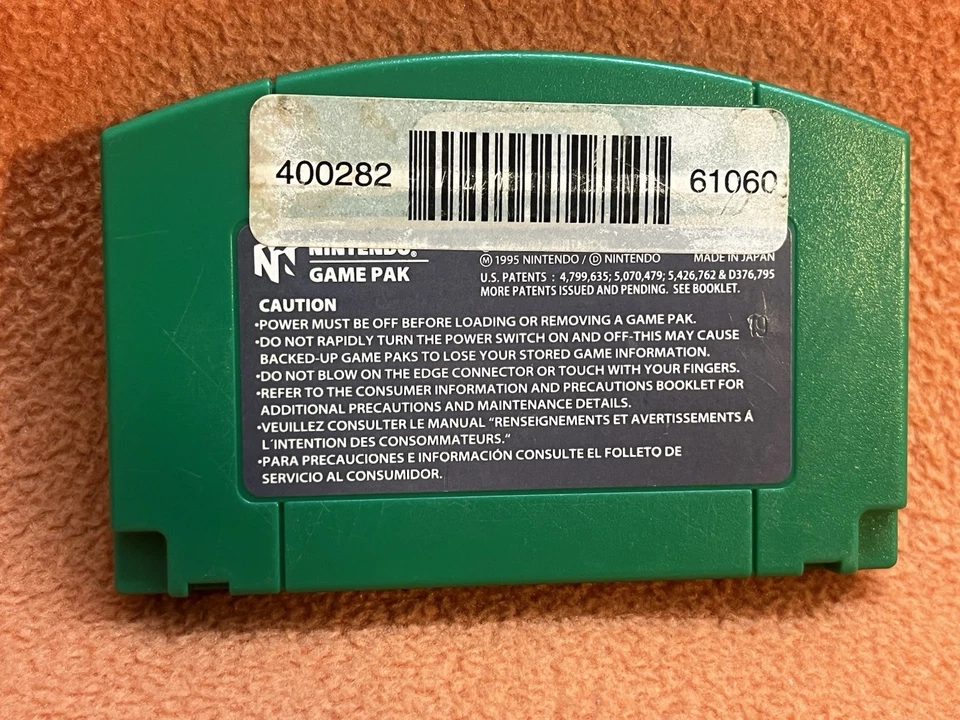 400282 61060
NINTENDO®
GAME PAK
Ⓜ 1995 NINTENDO / Ⓓ NINTENDO MADE IN JAPAN
U.S. PATENTS : 4,799,635; 5,070,479; 5,426,762 & D376,795
MORE PATENTS ISSUED AND PENDING. SEE BOOKLET.
CAUTION
•POWER MUST BE OFF BEFORE LOADING OR REMOVING A GAME PAK.
19
•DO NOT RAPIDLY TURN THE POWER SWITCH ON AND OFF-THIS MAY CAUSE
BACKED-UP GAME PAKS TO LOSE YOUR STORED GAME INFORMATION.
•DO NOT BLOW ON THE EDGE CONNECTOR OR TOUCH WITH YOUR FINGERS.
•REFER TO THE CONSUMER INFORMATION AND PRECAUTIONS BOOKLET FOR
ADDITIONAL PRECAUTIONS AND MAINTENANCE DETAILS.
•VEUILLEZ CONSULTER LE MANUAL "RENSEIGNEMENTS ET AVERTISSEMENTS Á
L´INTENTION DES CONSOMMATEURS."
•PARA PRECAUCIONES E INFORMACIÓN CONSULTE EL FOLLETO DE
SERVICIO AL CONSUMIDOR.